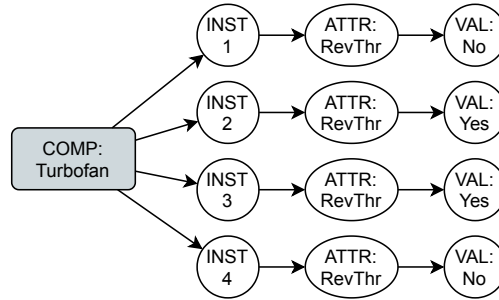 COMP:
Turbofan
INST
1
ATTR:
RevThr
VAL:
No
INST
2
ATTR:
RevThr
VAL:
Yes
INST
3
ATTR:
RevThr
VAL:
Yes
INST
4
ATTR:
RevThr
VAL:
No